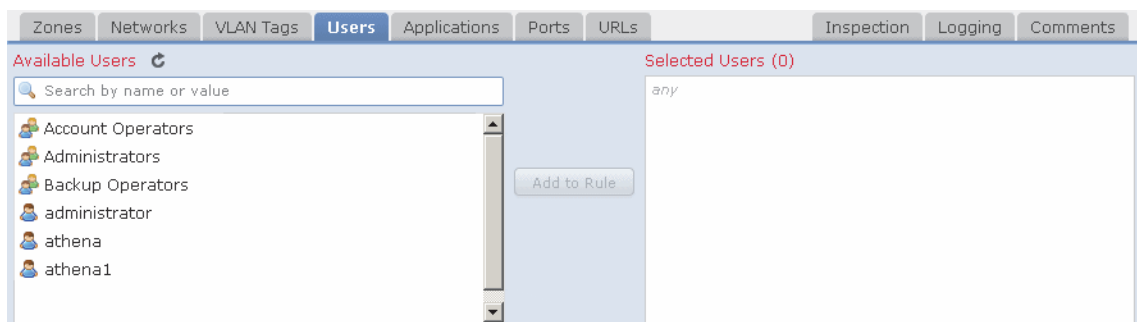 Zones Networks VLAN Tags Users Applications Ports URLs Inspection Logging Comments
Available Users
Selected Users (0)
Search by name or value
any
Account Operators
Administrators
Backup Operators
Add to Rule
administrator
athena
athena1